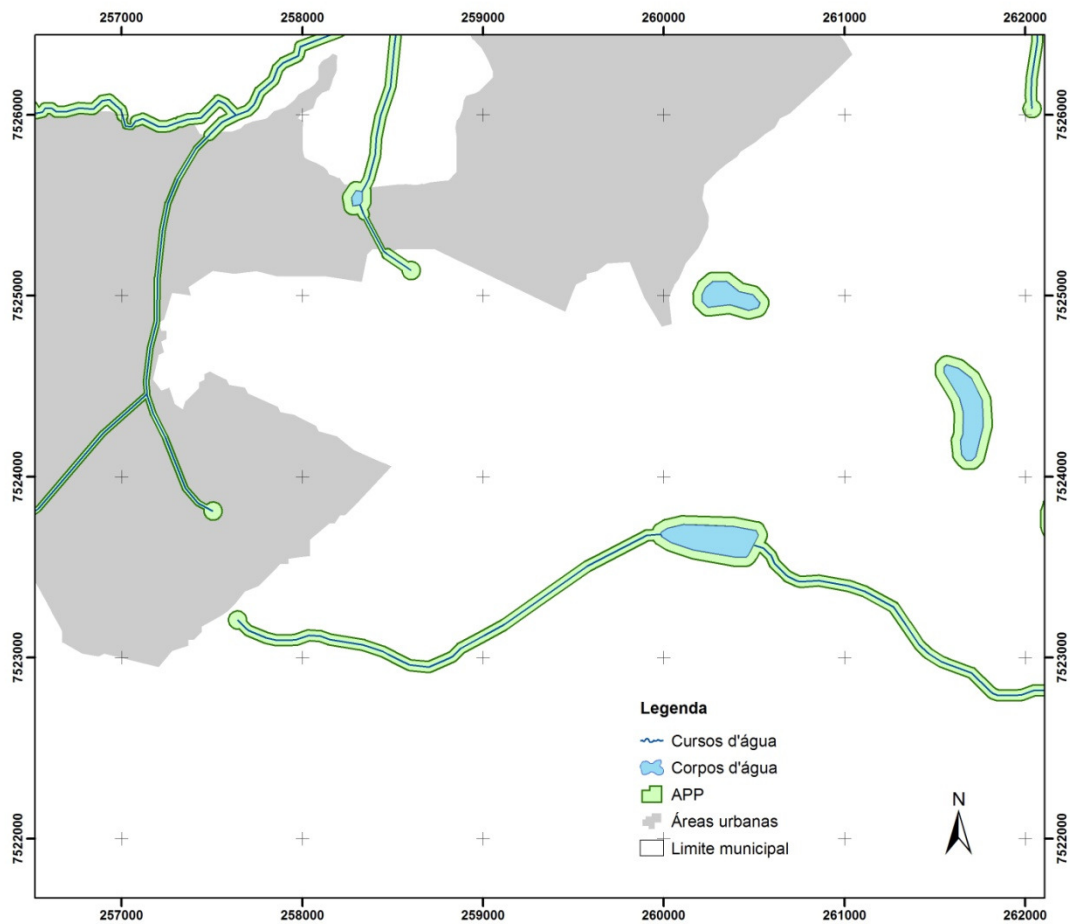 257000 258000 259000 260000 261000 262000
7526000 7526000
7525000 7525000
7524000 7524000
7523000 7523000
7522000 7522000
Legenda
Cursos d'água
Corpos d'água
APP
Áreas urbanas
Limite municipal
N
257000 258000 259000 260000 261000 262000